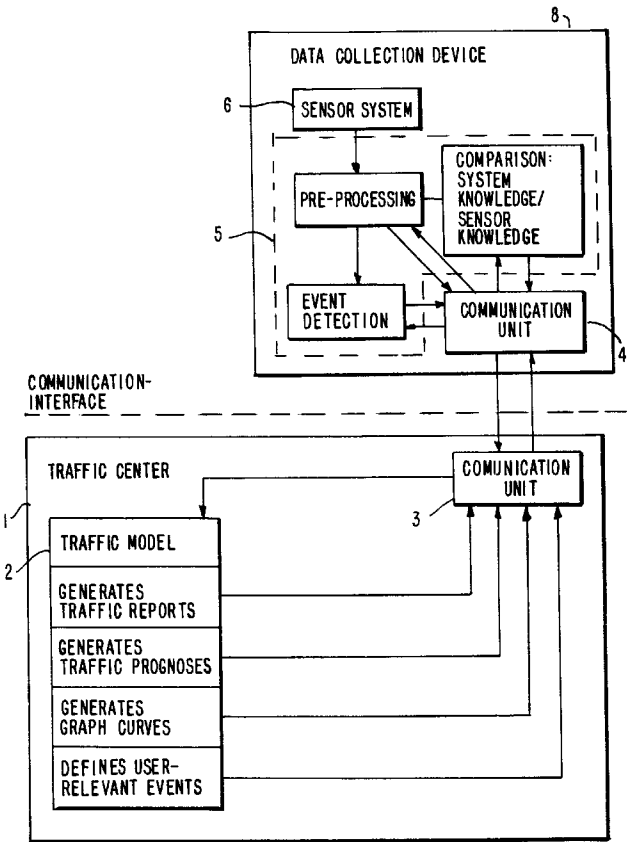 8
DATA COLLECTION DEVICE
6
SENSOR SYSTEM
COMPARISON:
SYSTEM
KNOWLEDGE/
SENSOR
KNOWLEDGE
PRE-PROCESSING
5
EVENT
DETECTION
COMMUNICATION
UNIT
4
COMMUNICATION-
INTERFACE
TRAFFIC CENTER
COMUNICATION
UNIT
3
1
2
TRAFFIC MODEL
GENERATES
TRAFFIC REPORTS
GENERATES
TRAFFIC PROGNOSES
GENERATES
GRAPH CURVES
DEFINES USER-
RELEVANT EVENTS